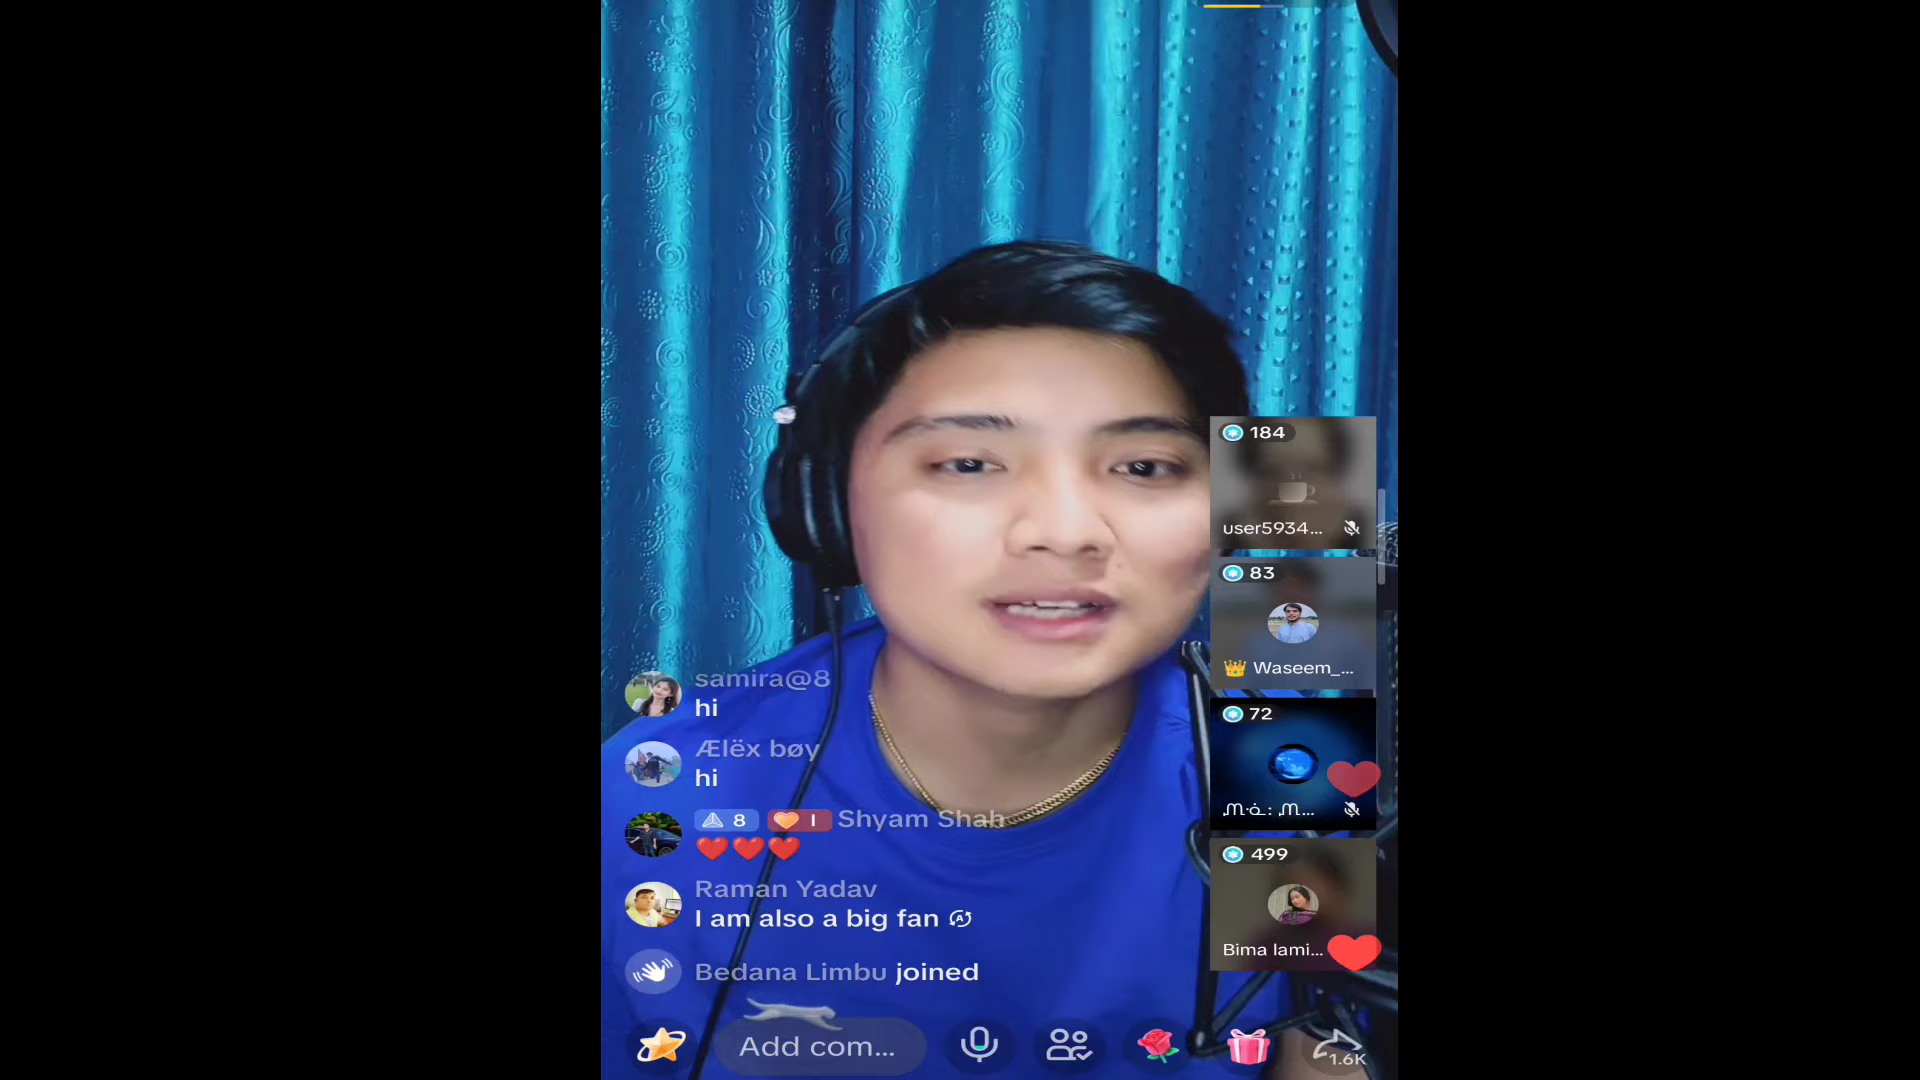 184
user5934...
83
Waseem_...
72
499
Bima lami...
samira@8
hi
Ælëx bøy
hi
8 I Shyam Shah
Raman Yadav
I am also a big fan
Bedana Limbu joined
Add com...
1.6K